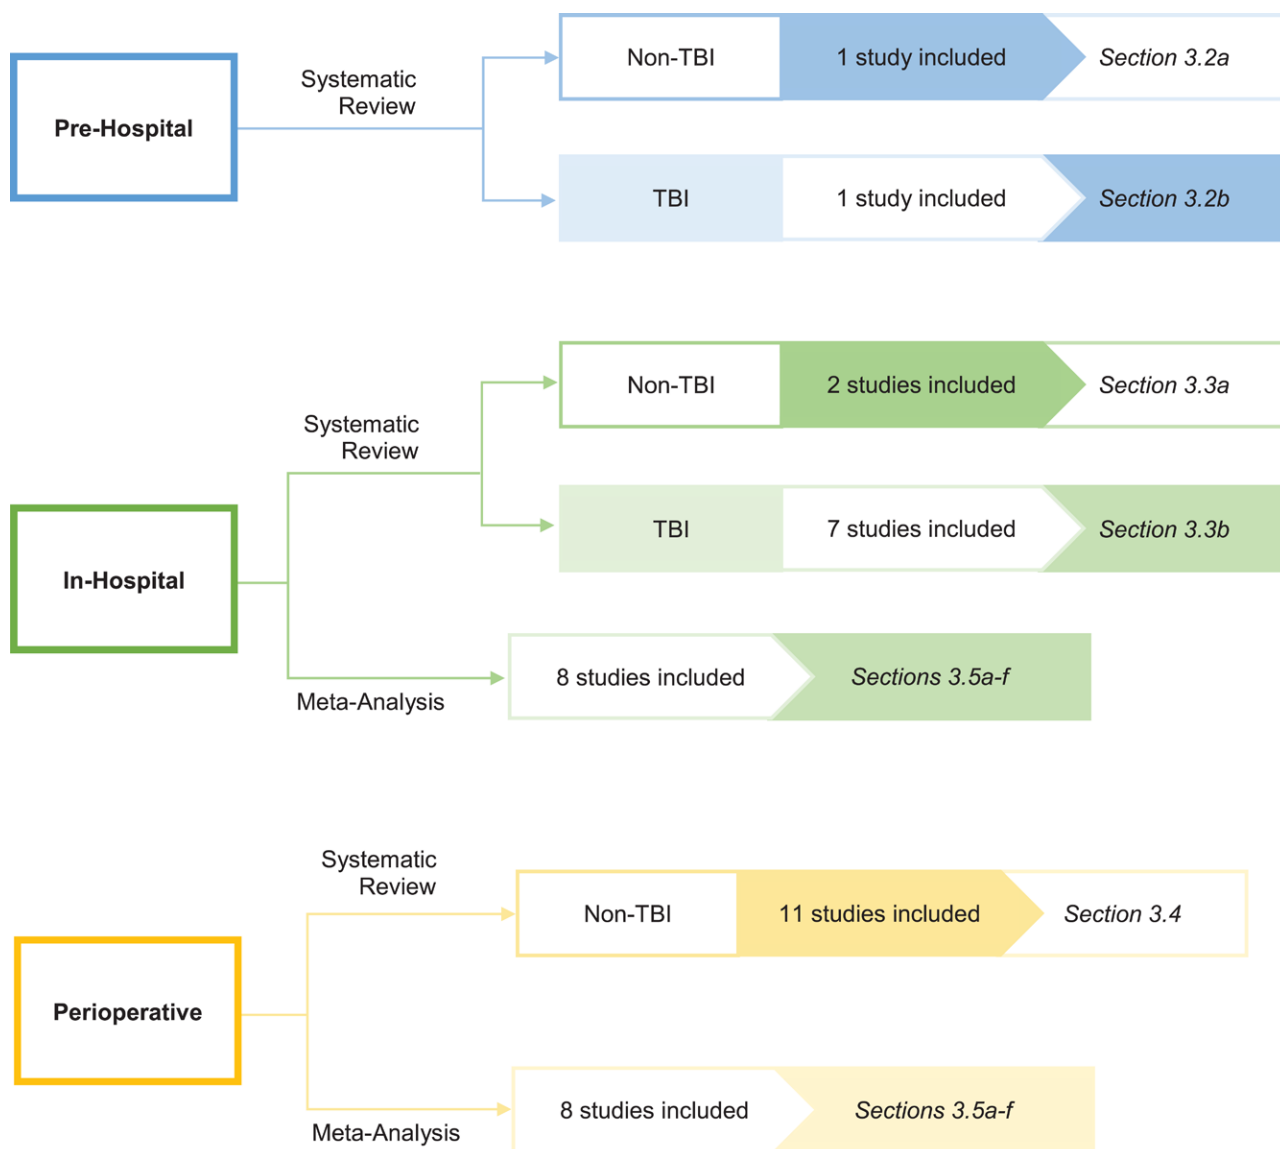 Pre-Hospital
Systematic
Review
Non-TBI
1 study included
Section 3.2a
TBI
1 study included
Section 3.2b
In-Hospital
Systematic
Review
Non-TBI
2 studies included
Section 3.3a
TBI
7 studies included
Section 3.3b
Meta-Analysis
8 studies included
Sections 3.5a-f
Perioperative
Systematic
Review
Non-TBI
11 studies included
Section 3.4
Meta-Analysis
8 studies included
Sections 3.5a-f